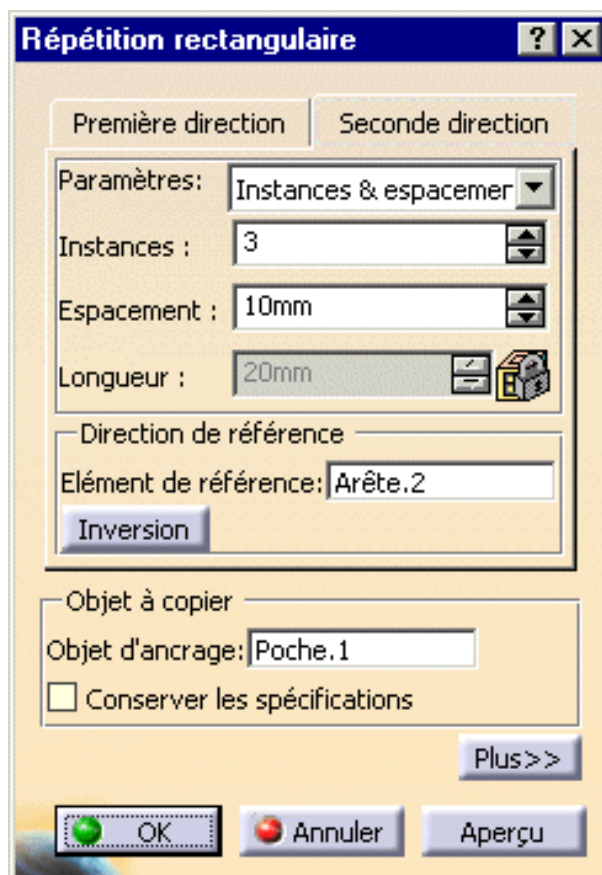 Répétition rectangulaire ? X
Première direction Seconde direction
Paramètres: Instances & espacemer
Instances : 3
Espacement : 10mm
Longueur : 20mm
Direction de référence
Elément de référence: Arête.2
Inversion
Objet à copier
Objet d'ancrage: Poche.1
Conserver les spécifications
Plus>>
OK Annuler Aperçu